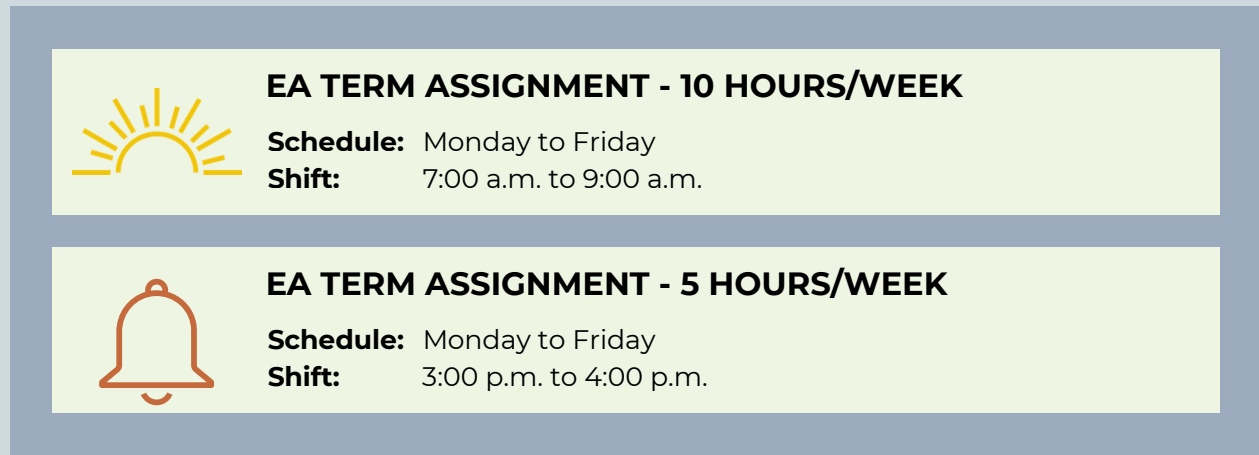 EA TERM ASSIGNMENT - 10 HOURS/WEEK
Schedule: Monday to Friday
Shift: 7:00 a.m. to 9:00 a.m.
EA TERM ASSIGNMENT - 5 HOURS/WEEK
Schedule: Monday to Friday
Shift: 3:00 p.m. to 4:00 p.m.